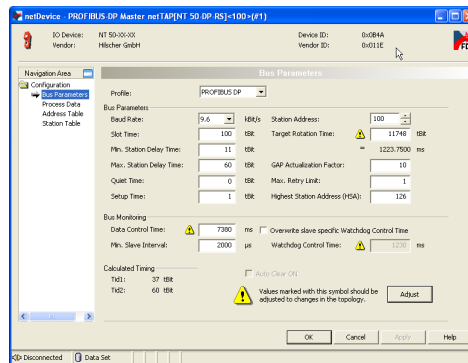 netDevice - PROFIBUS-DP Master netTAP[NT 50-DP-RS]<100>(#1)
IO Device: NT 50-XX-XX Device ID: 0x0B4A
Vendor: Hilscher GmbH Vendor ID: 0x011E
FD
Navigation Area
Bus Parameters
Configuration
Bus Parameters
Process Data
Address Table
Station Table
Profile: PROFIBUS DP
Bus Parameters
Baud Rate: 9.6 kBit/s Station Address: 100
Slot Time: 100 tBit Target Rotation Time: 11748 tBit
Min. Station Delay Time: 11 tBit = 1223.7500 ms
Max. Station Delay Time: 60 tBit GAP Actualization Factor: 10
Quiet Time: 0 tBit Max. Retry Limit: 1
Setup Time: 1 tBit Highest Station Address (HSA): 126
Bus Monitoring
Data Control Time: 7380 ms Overwrite slave specific Watchdog Control Time
Min. Slave Interval: 2000 µs Watchdog Control Time: 1230 ms
Calculated Timing
Auto Clear ON
Tid1: 37 tBit
Tid2: 60 tBit
Values marked with this symbol should be adjusted to changes in the topology.
Adjust
OK Cancel Apply Help
Disconnected Data Set